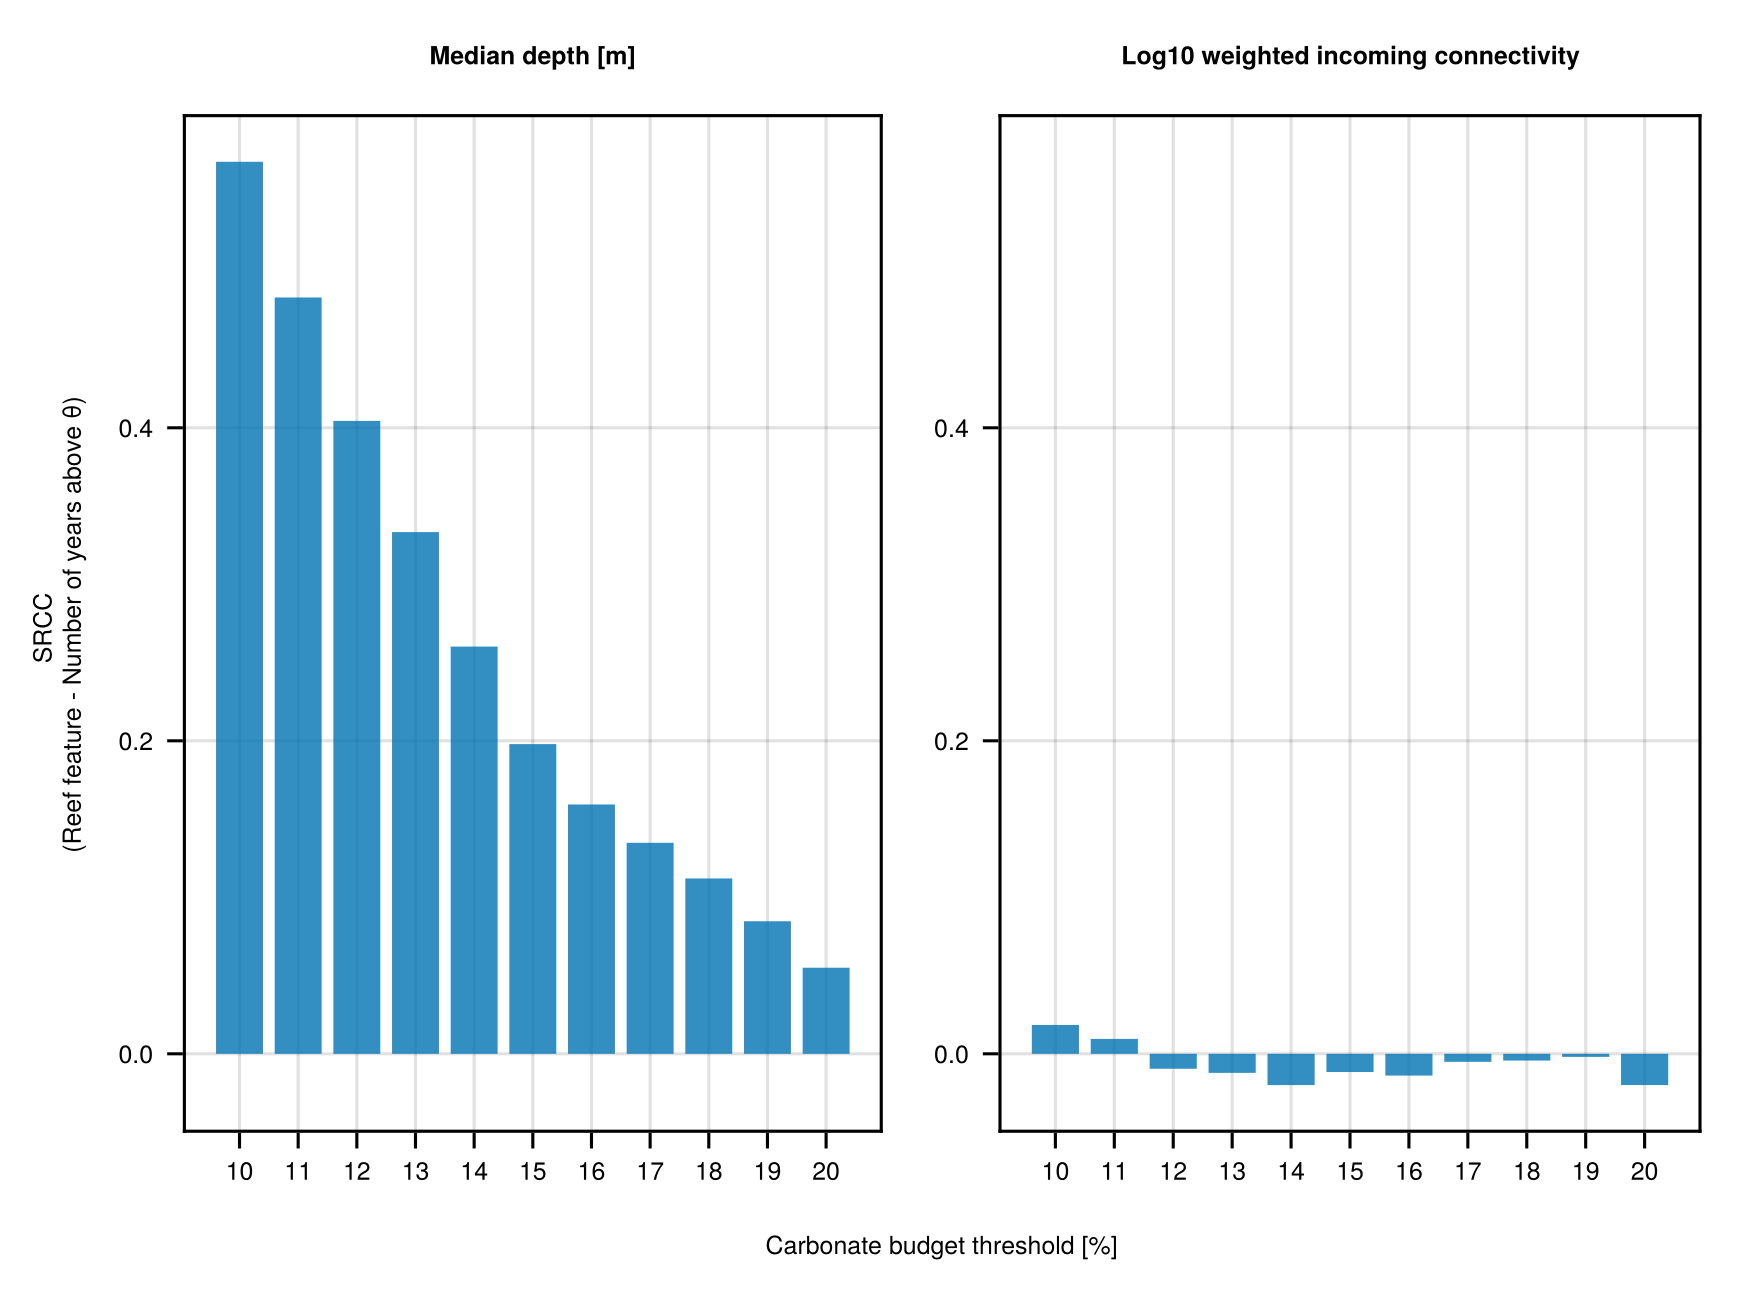 Median depth [m]
Log10 weighted incoming connectivity
SRCC
(Reef feature - Number of years above θ)
0.4
0.2
0.0
10 11 12 13 14 15 16 17 18 19 20
0.4
0.2
0.0
10 11 12 13 14 15 16 17 18 19 20
Carbonate budget threshold [%]